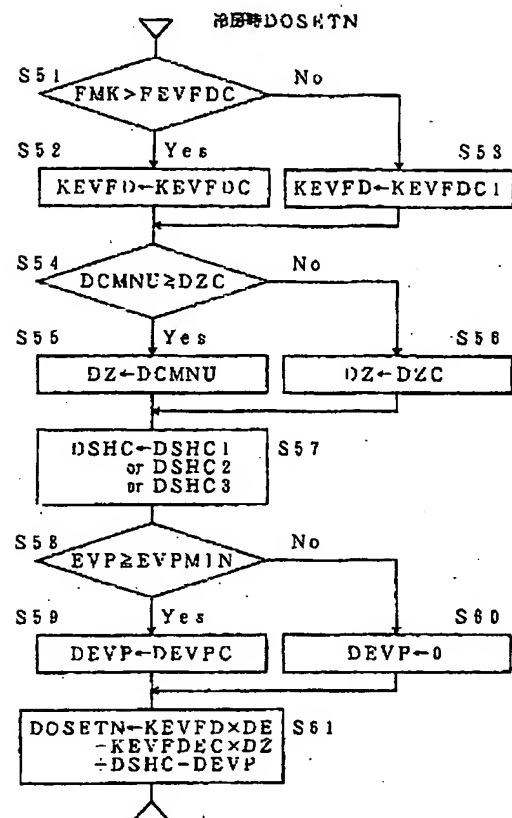 冷房時DOSETN
S51
FMK>FEVFDC
No
S52
Yes
S53
KEVFD←KEVFDC
KEVFD←KEVFDC1
S54
DCMNU≧DZC
No
S55
Yes
S56
DZ←DCMNU
DZ←DZC
DSHC←DSHC1
S57
or DSHC2
or DSHC3
S58
EVP≧EVPMIN
No
S59
Yes
S60
DEVP←DEVPC
DEVP←0
DOSETN←KEVFD×DE
S61
-KEVFDEC×DZ
+DSHC-DEVP